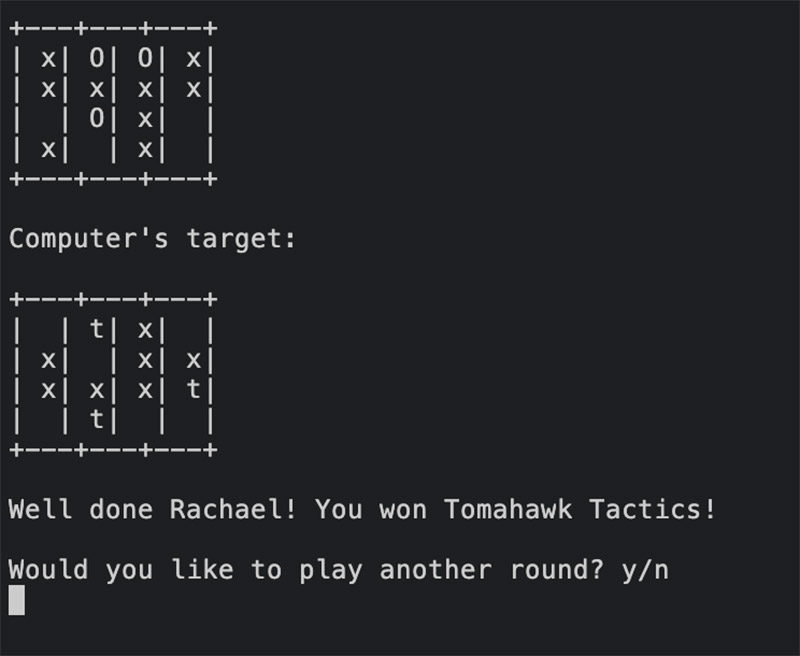 +---+---+---+
| x| O| O| x|
| x| x| x| x|
|  | O| x|  |
| x|  | x|  |
+---+---+---+
Computer's target:
+---+---+---+
|  | t| x|  |
| x|  | x| x|
| x| x| x| t|
|  | t|  |  |
+---+---+---+
Well done Rachael! You won Tomahawk Tactics!
Would you like to play another round? y/n